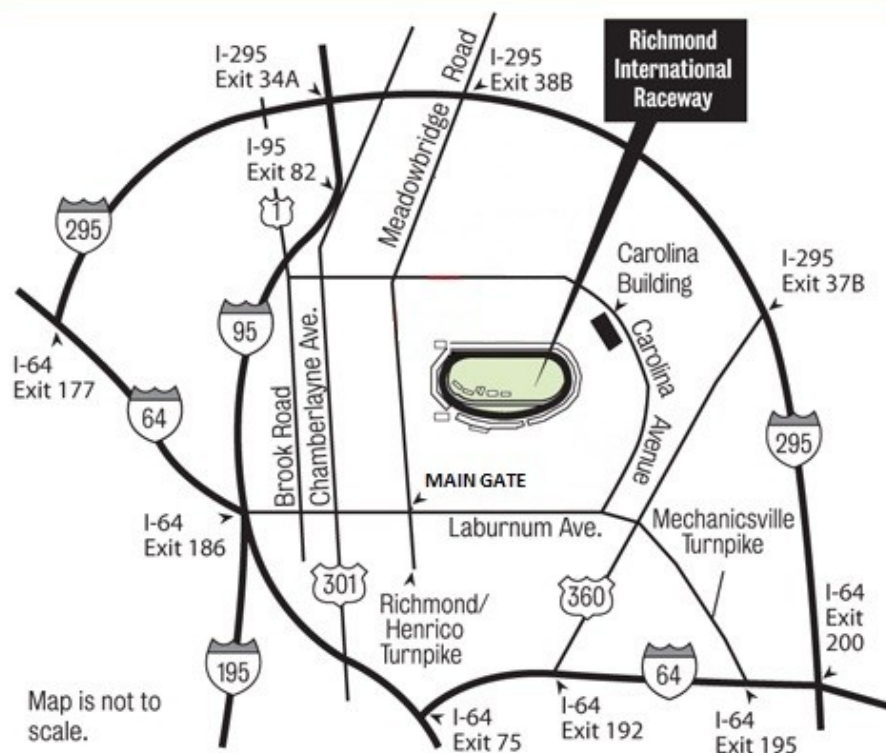 Richmond
International
Raceway
I-295
Exit 34A
Meadowbridge Road
I-295
Exit 38B
I-95
Exit 82
1
295
Carolina
Building
I-295
Exit 37B
95
Chamberlayne Ave.
Carolina Avenue
I-64
Exit 177
64
Brook Road
295
MAIN GATE
Laburnum Ave.
Mechanicsville
Turnpike
I-64
Exit 186
301
Richmond/
Henrico
Turnpike
360
I-64
Exit
200
195
64
Map is not to
scale.
I-64
Exit 75
I-64
Exit 192
I-64
Exit 195